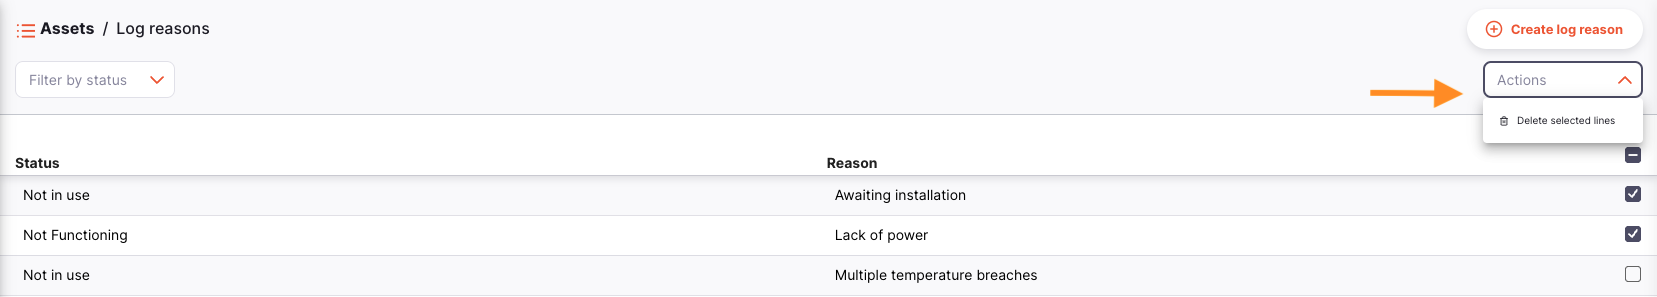 Assets / Log reasons
Create log reason
Filter by status
Actions
Delete selected lines
Status Reason
Not in use Awaiting installation
Not Functioning Lack of power
Not in use Multiple temperature breaches